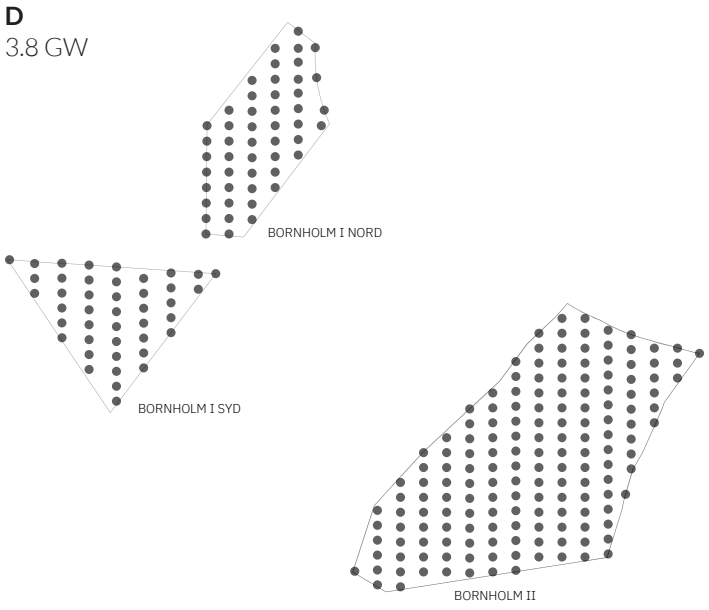 D
3.8 GW
BORNHOLM I NORD
BORNHOLM I SYD
BORNHOLM II